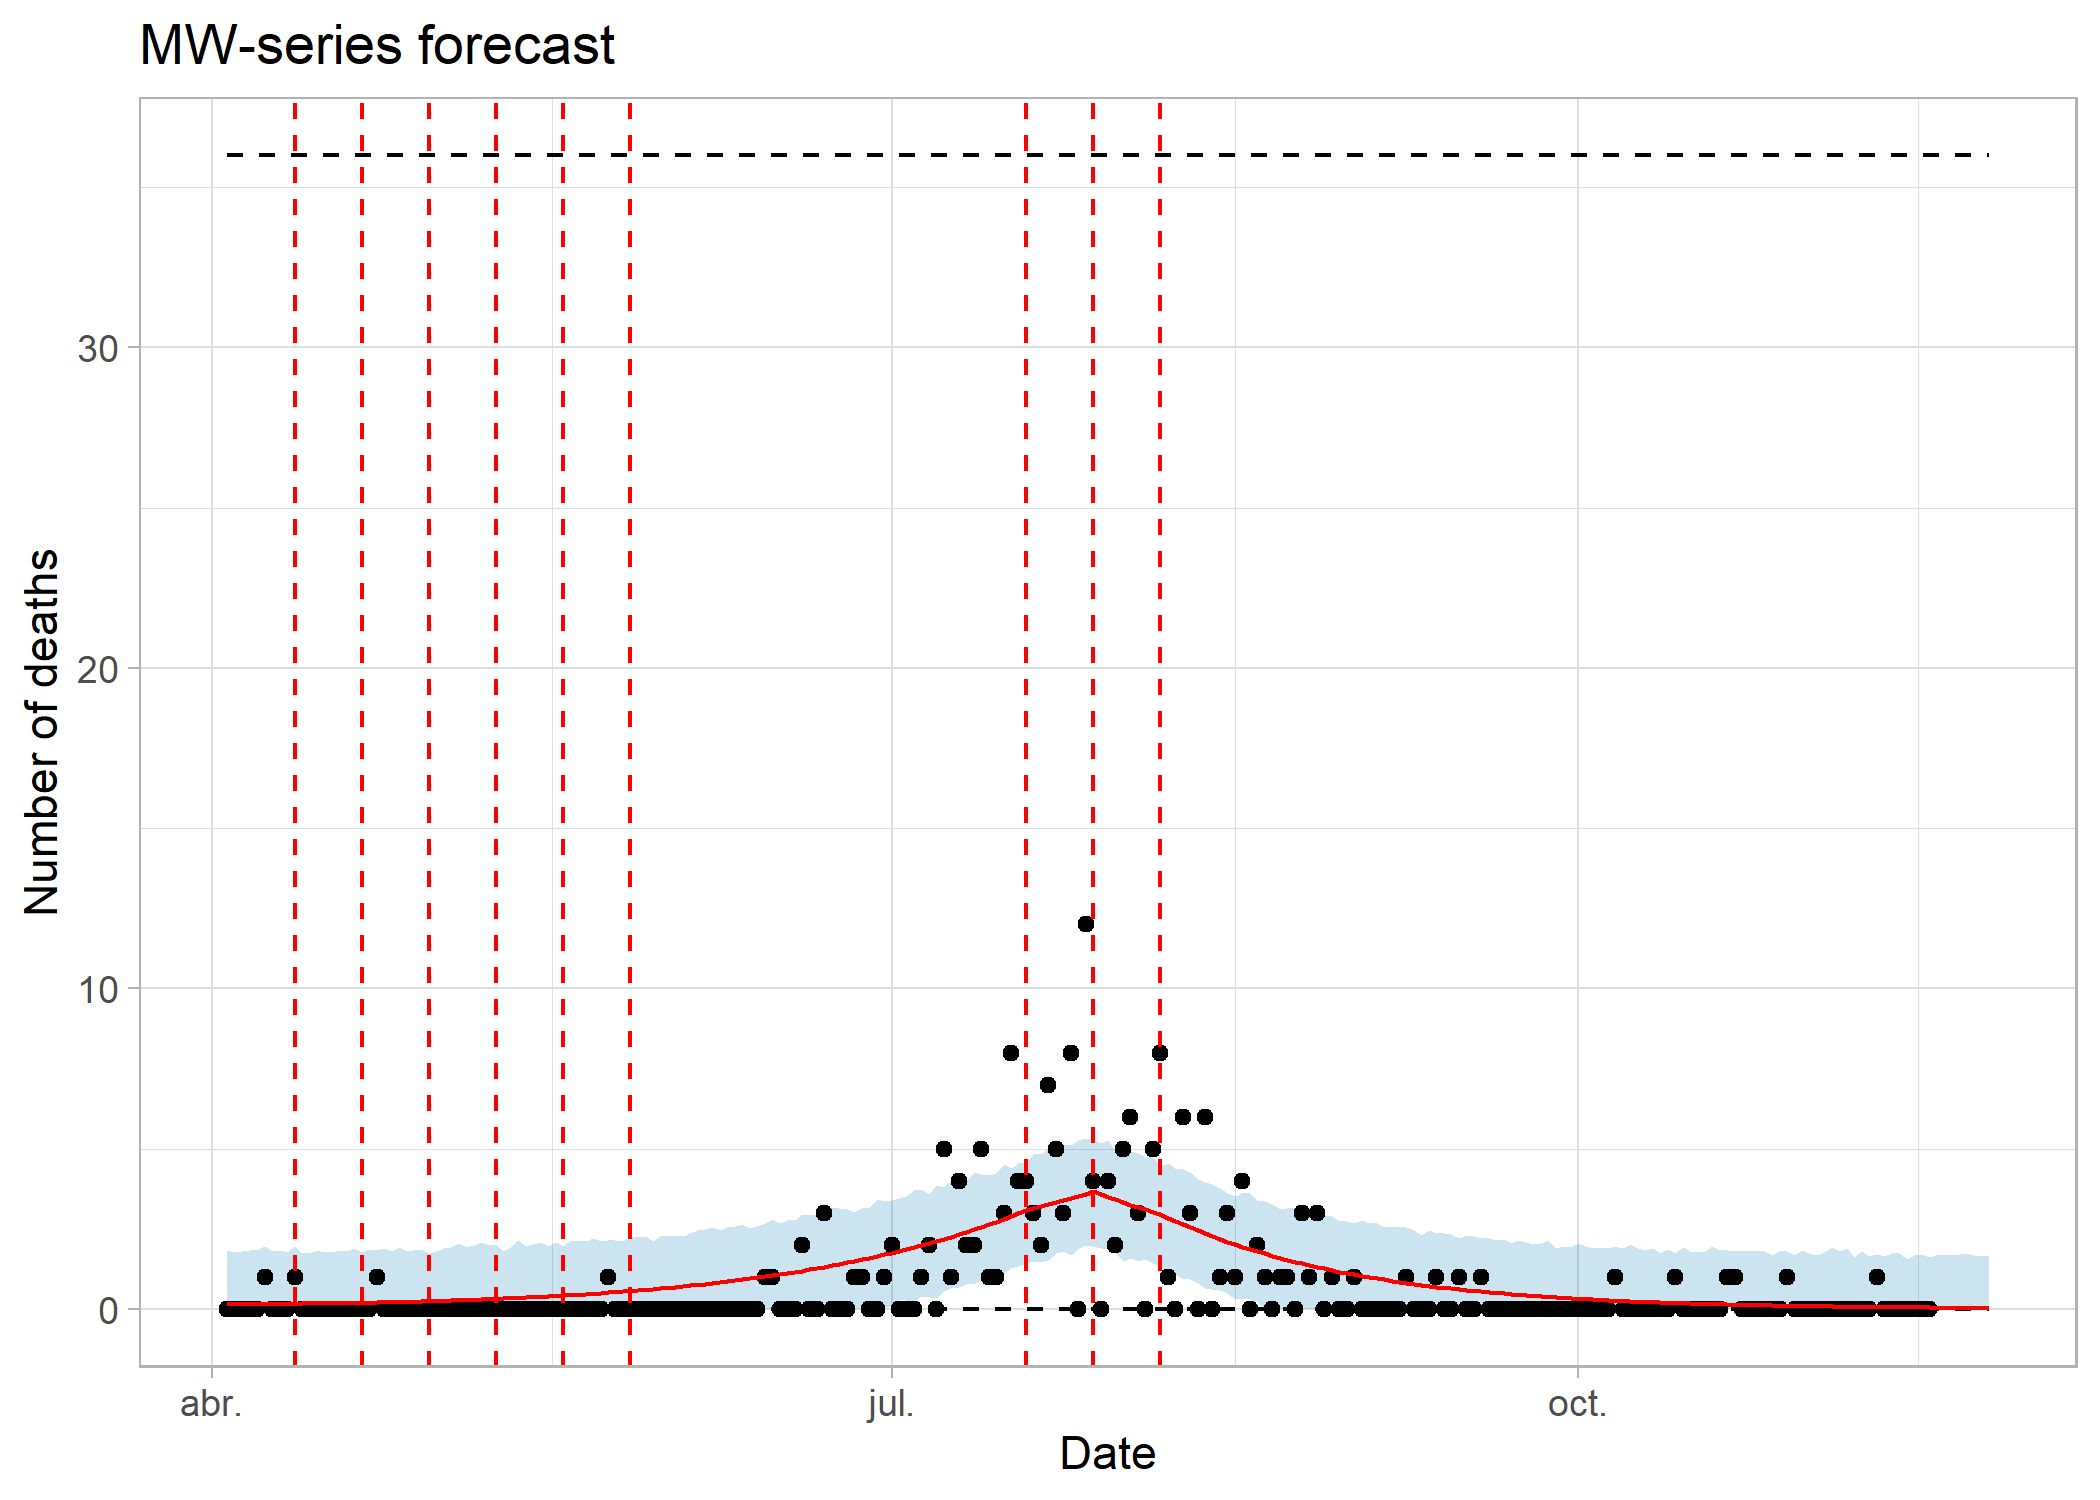 MW-series forecast
Number of deaths
30
20
10
0
abr.
jul.
oct.
Date